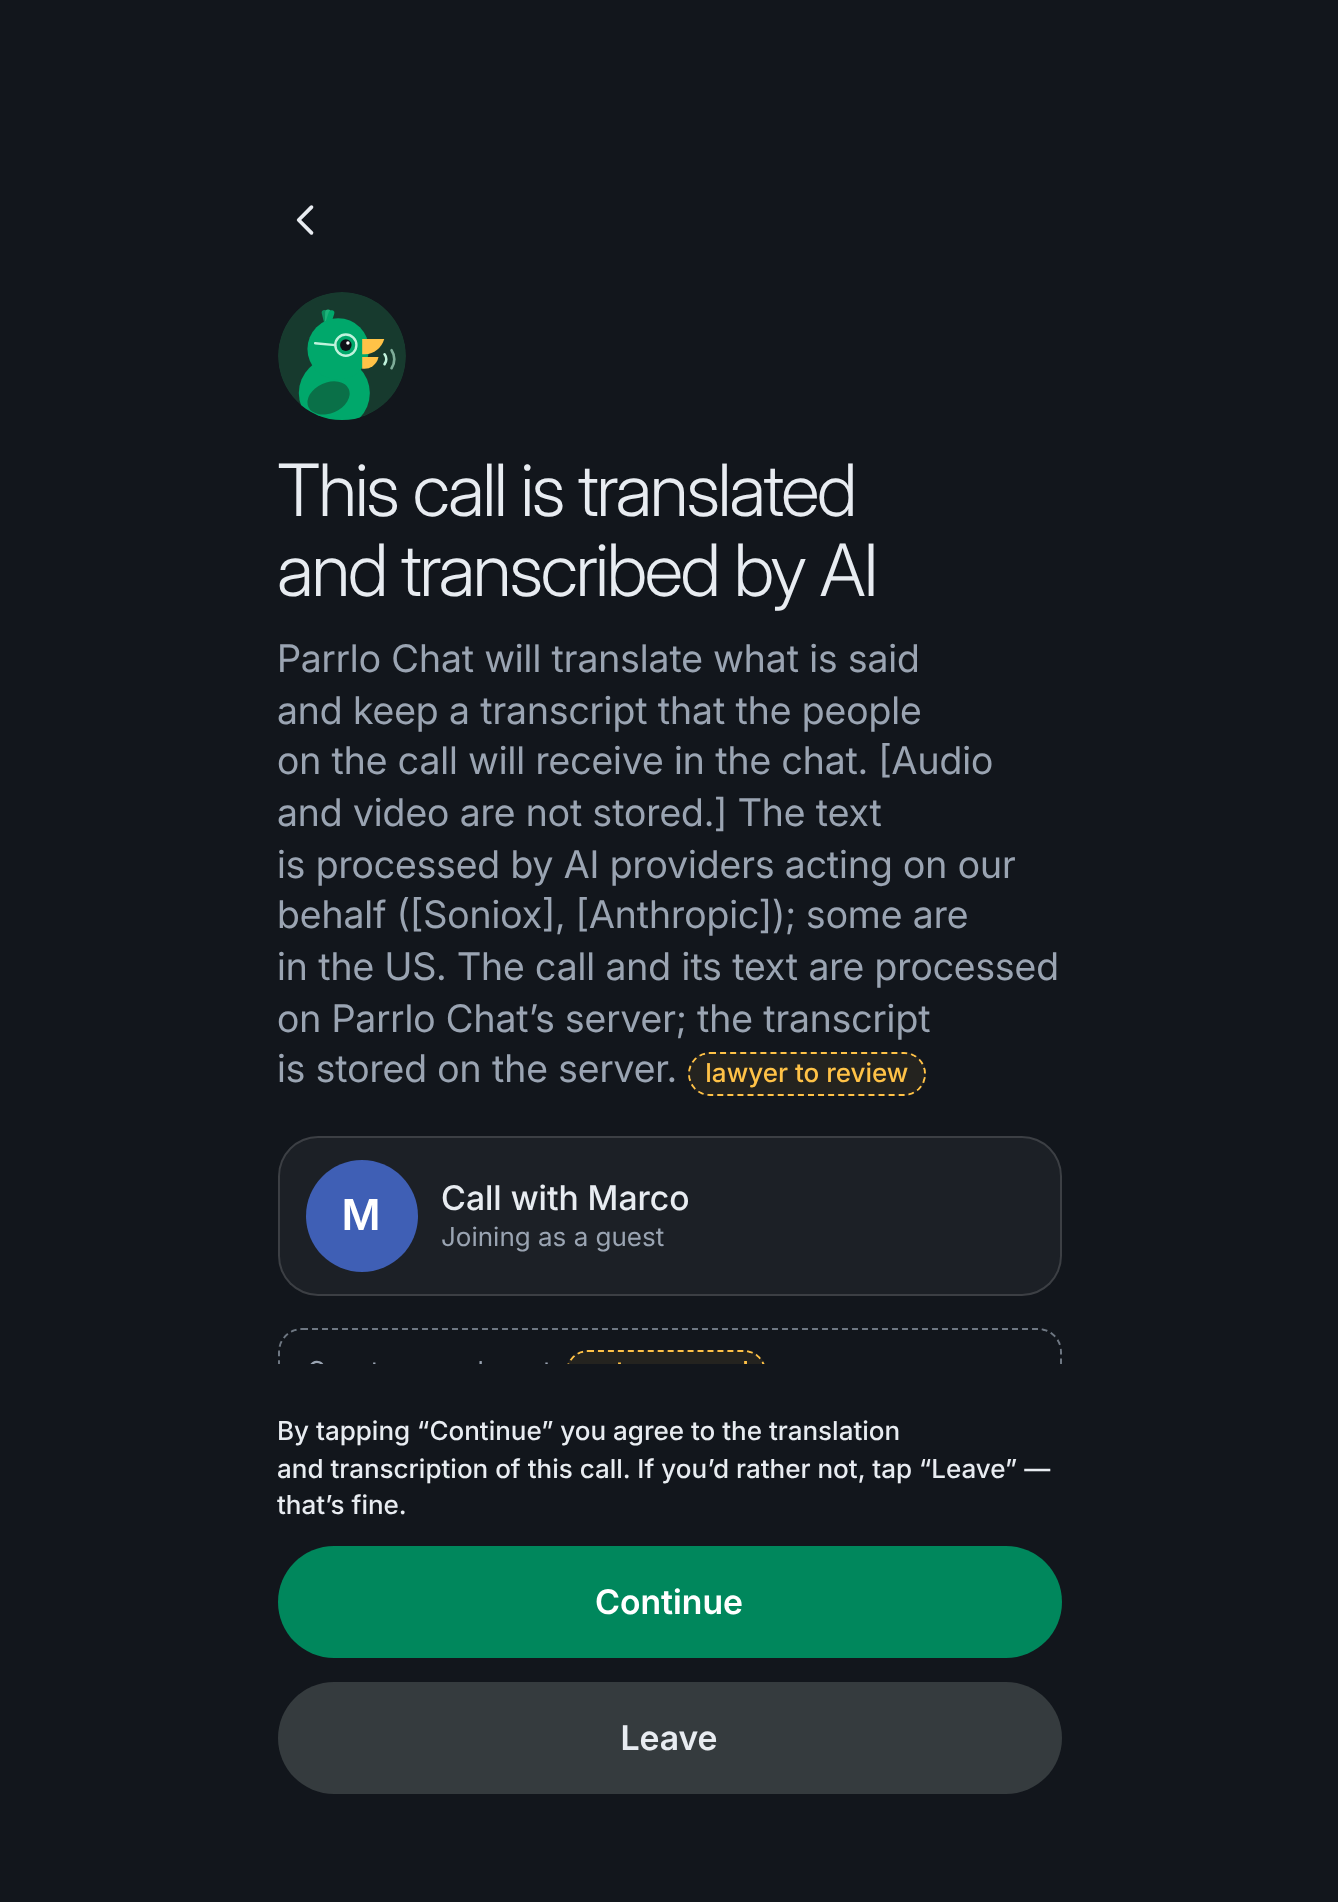 This call is translated
and transcribed by AI
Parrlo Chat will translate what is said
and keep a transcript that the people
on the call will receive in the chat. [Audio
and video are not stored.] The text
is processed by AI providers acting on our
behalf ([Soniox], [Anthropic]); some are
in the US. The call and its text are processed
on Parrlo Chat’s server; the transcript
is stored on the server. lawyer to review
M
Call with Marco
Joining as a guest
By tapping “Continue” you agree to the translation
and transcription of this call. If you’d rather not, tap “Leave” —
that’s fine.
Continue
Leave